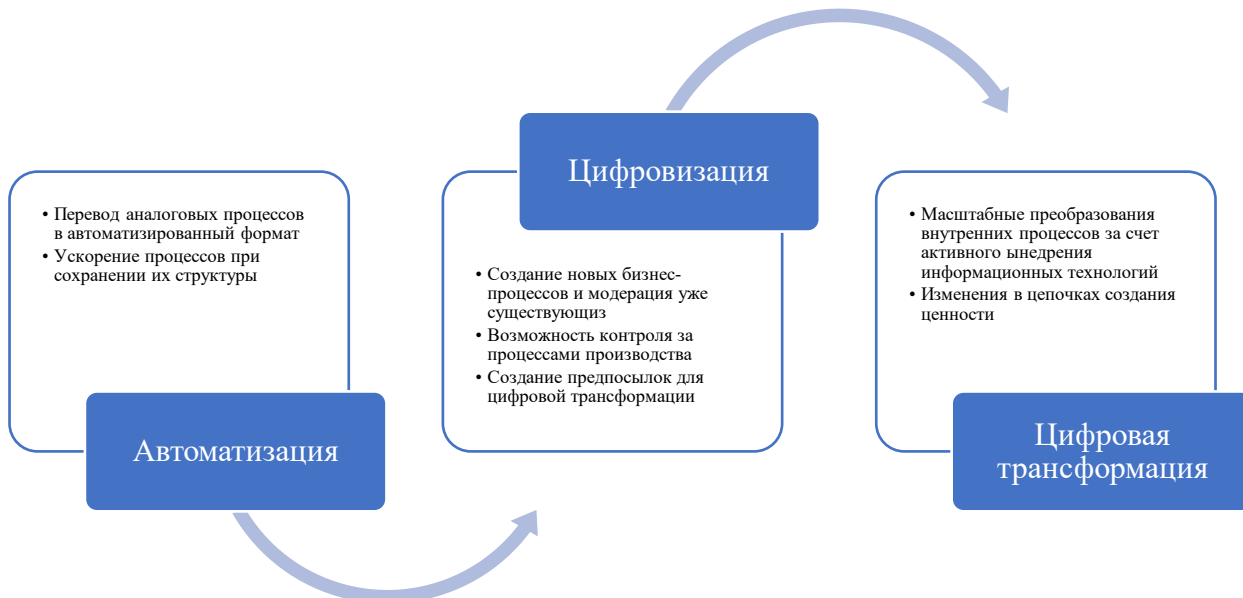 • Перевод аналоговых процессов
в автоматизированный формат
• Ускорение процессов при
сохранении их структуры
Автоматизация
Цифровизация
• Создание новых бизнес-
процессов и модерация уже
существующиз
• Возможность контроля за
процессами производства
• Создание предпосылок для
цифровой трансформации
• Масштабные преобразования
внутренних процессов за счет
активного ынедрения
информационных технологий
• Изменения в цепочках создания
ценности
Цифровая
трансформация